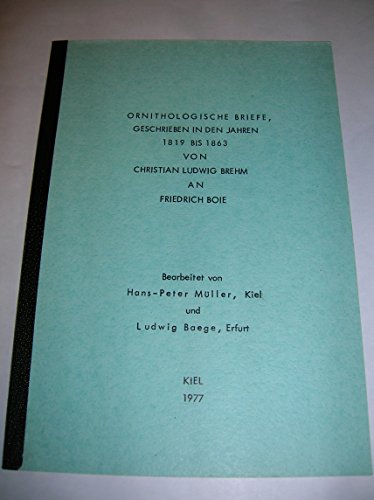 ORNITHOLOGISCHE BRIEFE,
GESCHRIEBEN IN DEN JAHREN
1819 BIS 1863
VON
CHRISTIAN LUDWIG BREHM
AN
FRIEDRICH BOIE
Bearbeitet von
Hans-Peter Müller, Kiel
und
Ludwig Baege, Erfurt
KIEL
1977